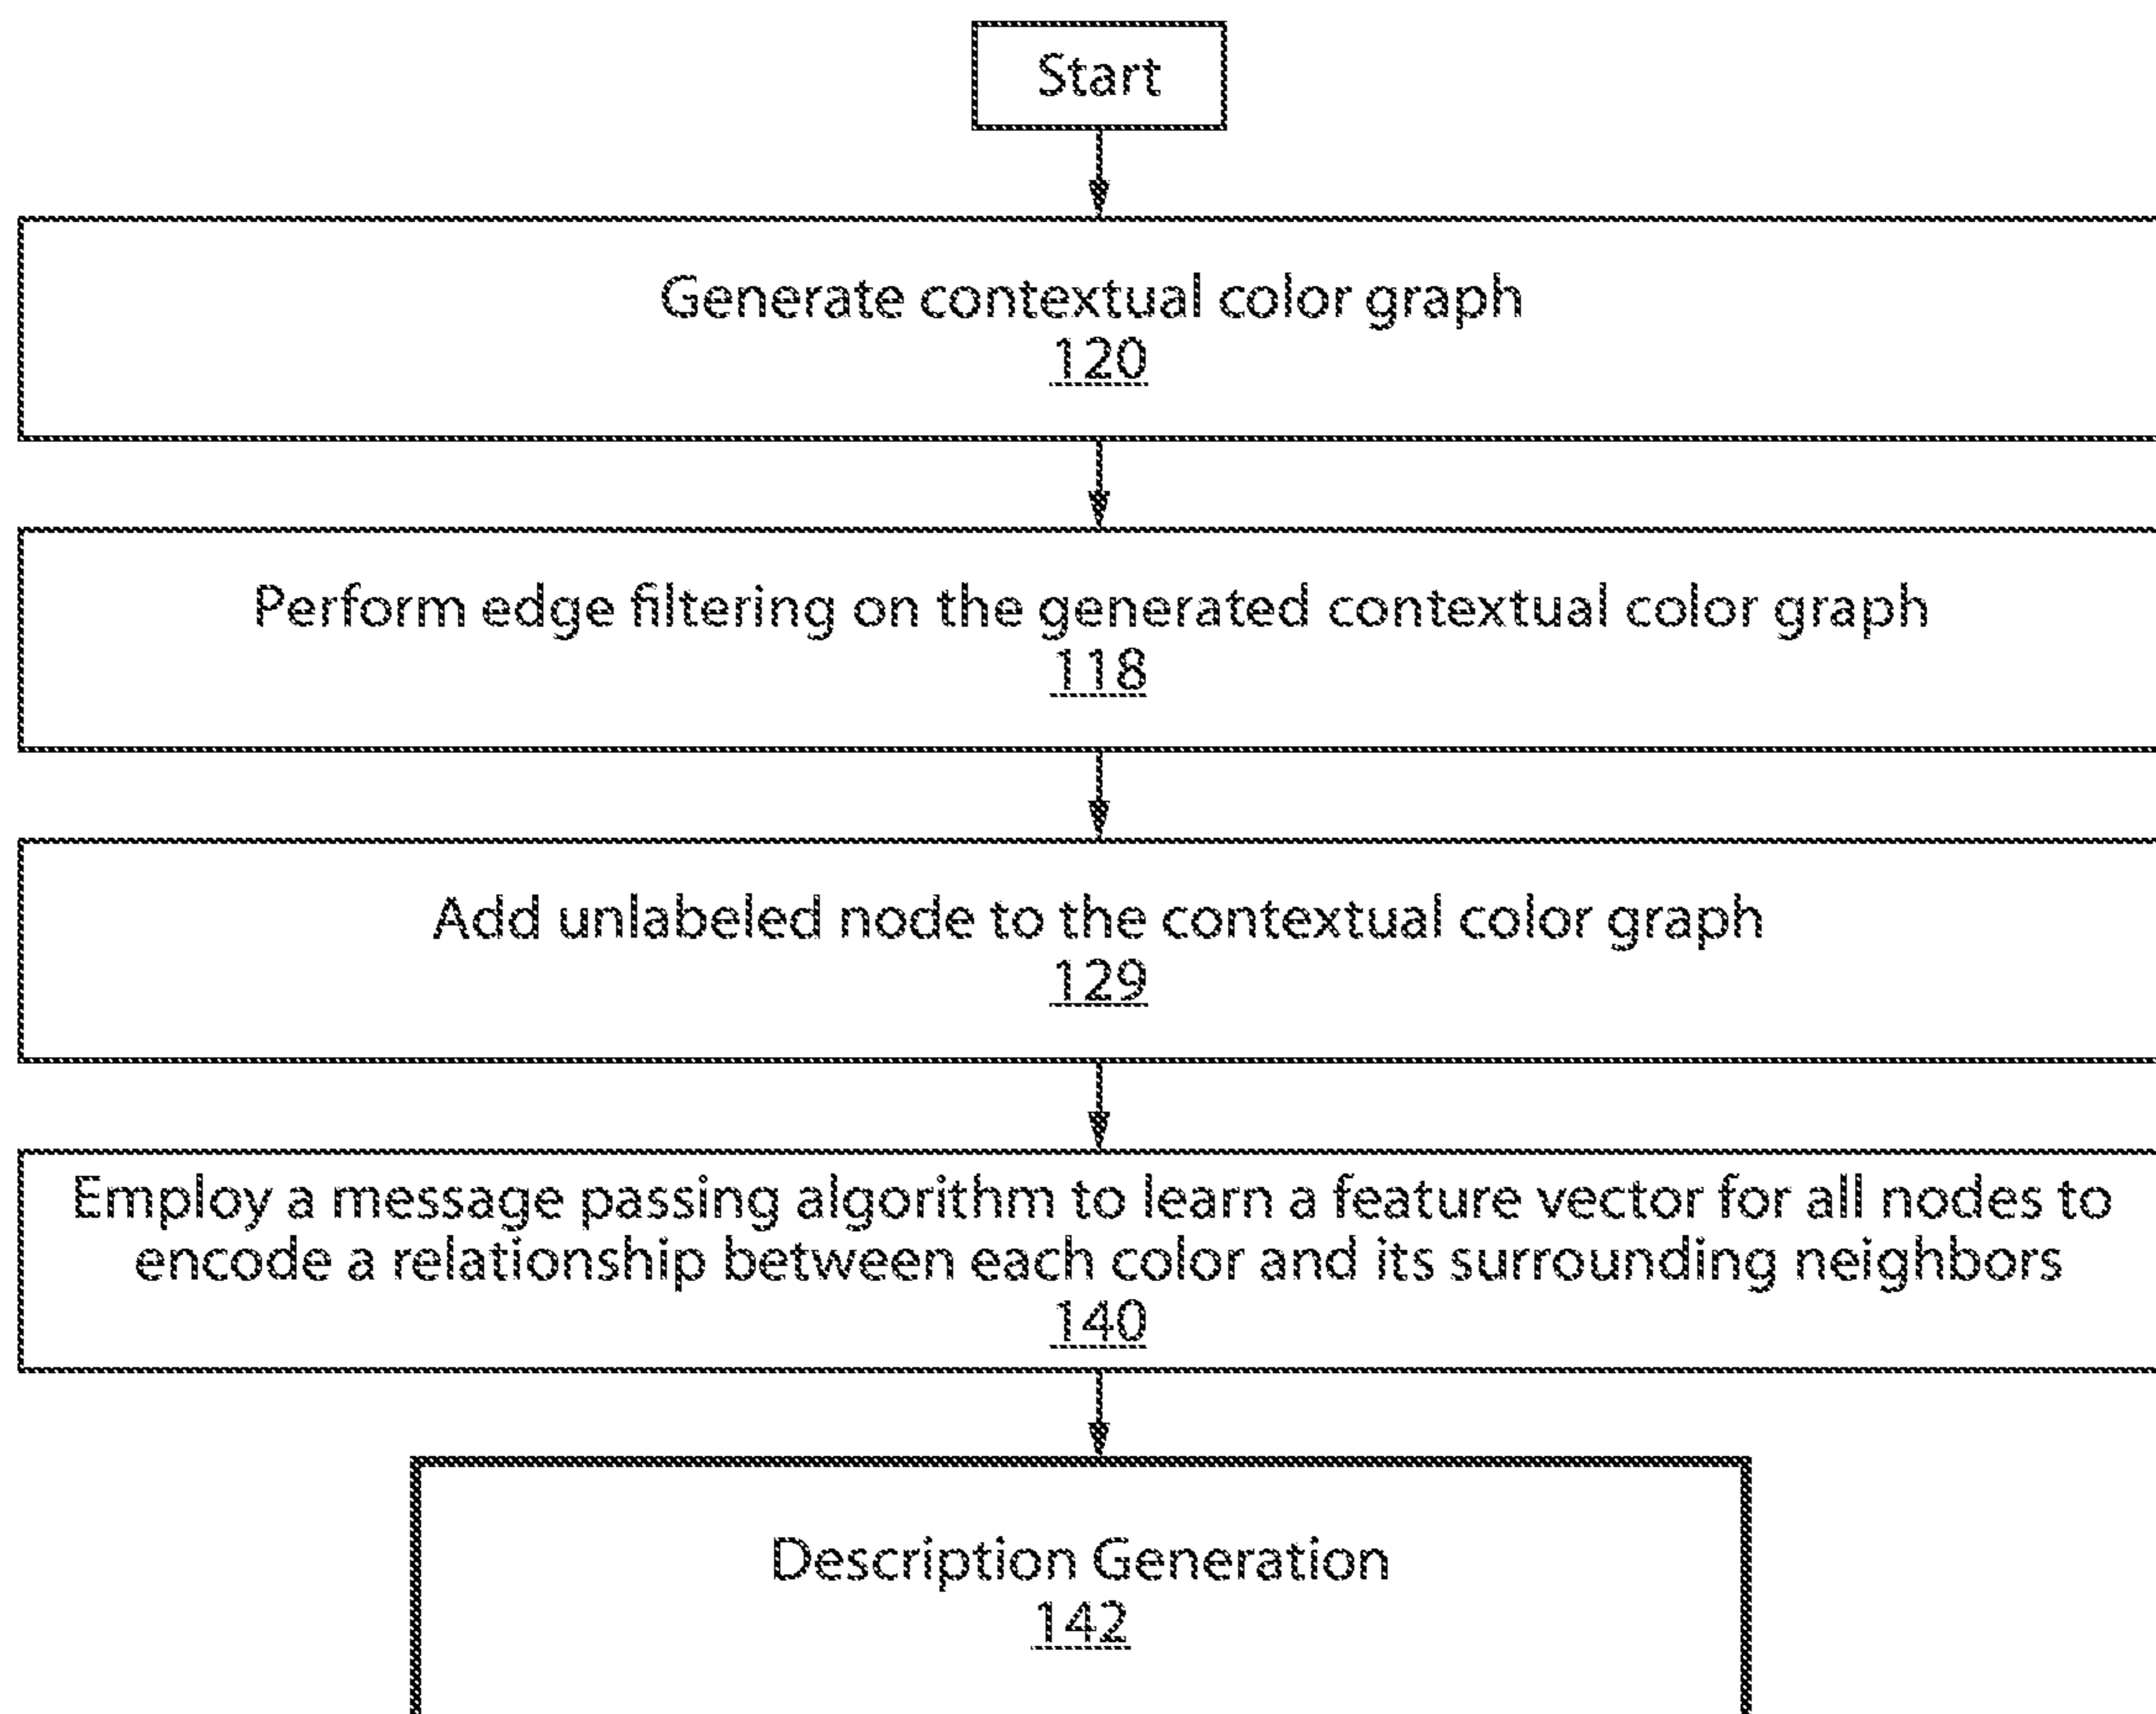 Start
Generate contextual color graph
120
Perform edge filtering on the generated contextual color graph
118
Add unlabeled node to the contextual color graph
129
Employ a message passing algorithm to learn a feature vector for all nodes to
encode a relationship between each color and its surrounding neighbors
140
Description Generation
142